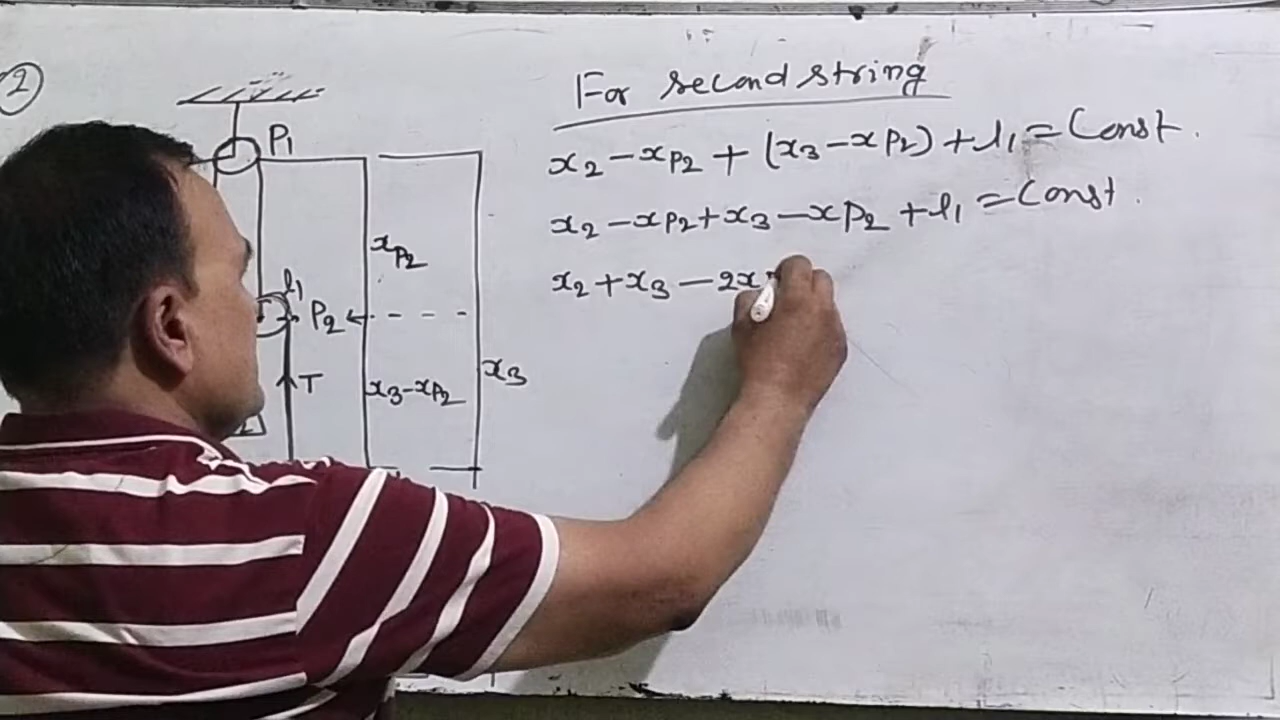 2
For second string
x2 - xP2 + (x3 - xP2) + l1 = Const.
x2 - xP2 + x3 - xP2 + l1 = Const.
x2 + x3 - 2x
P1
xP2
l1
P2
T
x3 - xP2
x3